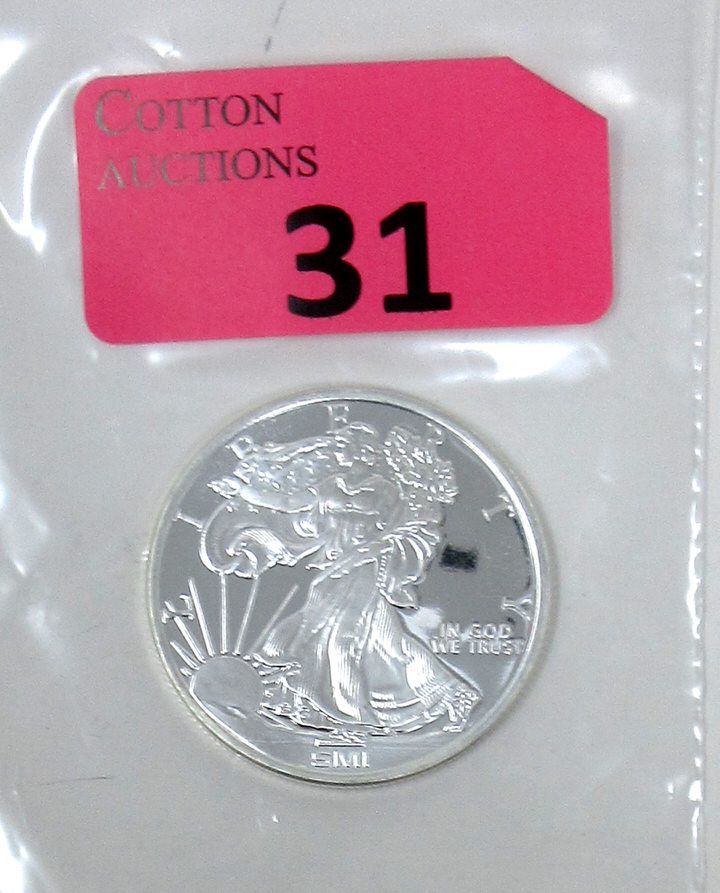 COTTON
AUCTIONS
31
LIBERTY
IN GOD
WE TRUST
SMI